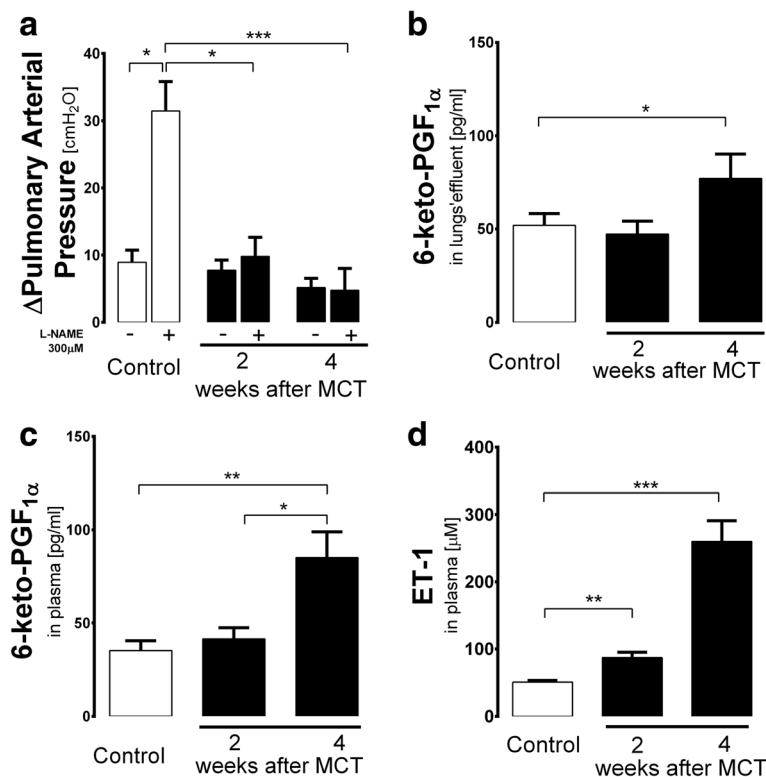 a
ΔPulmonary Arterial
Pressure [cmH2O]
40
30
20
10
0
*
***
*
L-NAME
300µM
- + - + - +
Control
2 4
weeks after MCT
b
6-keto-PGF1α
in lungs'effluent [pg/ml]
150
100
50
0
*
Control
2 4
weeks after MCT
c
6-keto-PGF1α
in plasma [pg/ml]
150
100
50
0
**
*
Control
2 4
weeks after MCT
d
ET-1
in plasma [µM]
400
300
200
100
0
***
**
Control
2 4
weeks after MCT